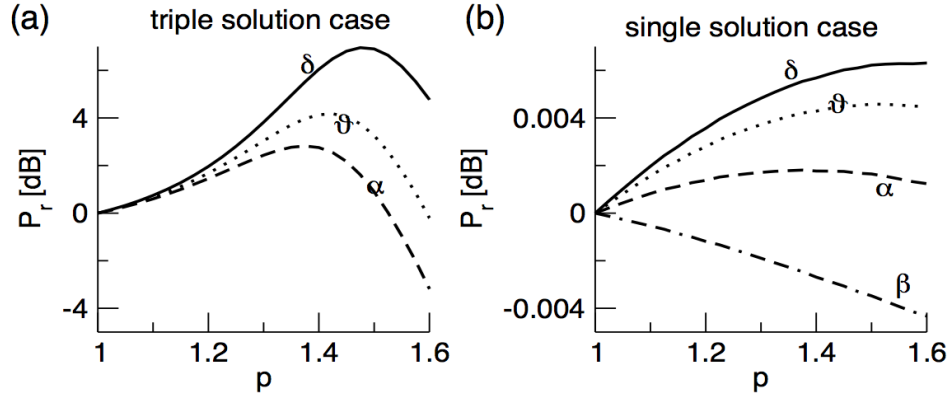 (a) triple solution case
δ
ϑ
α
4
0
-4
P_r [dB]
1 1.2 1.4 1.6
p
(b) single solution case
δ
ϑ
α
β
0.004
0
-0.004
P_r [dB]
1 1.2 1.4 1.6
p